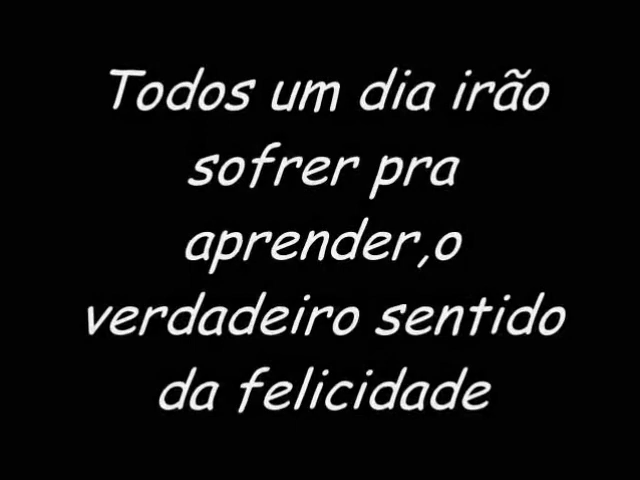 Todos um dia irão
sofrer pra
aprender,o
verdadeiro sentido
da felicidade